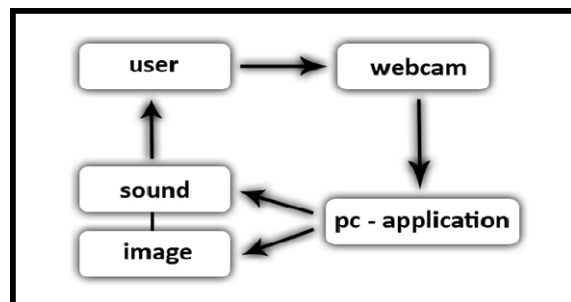 user
webcam
sound
pc - application
image